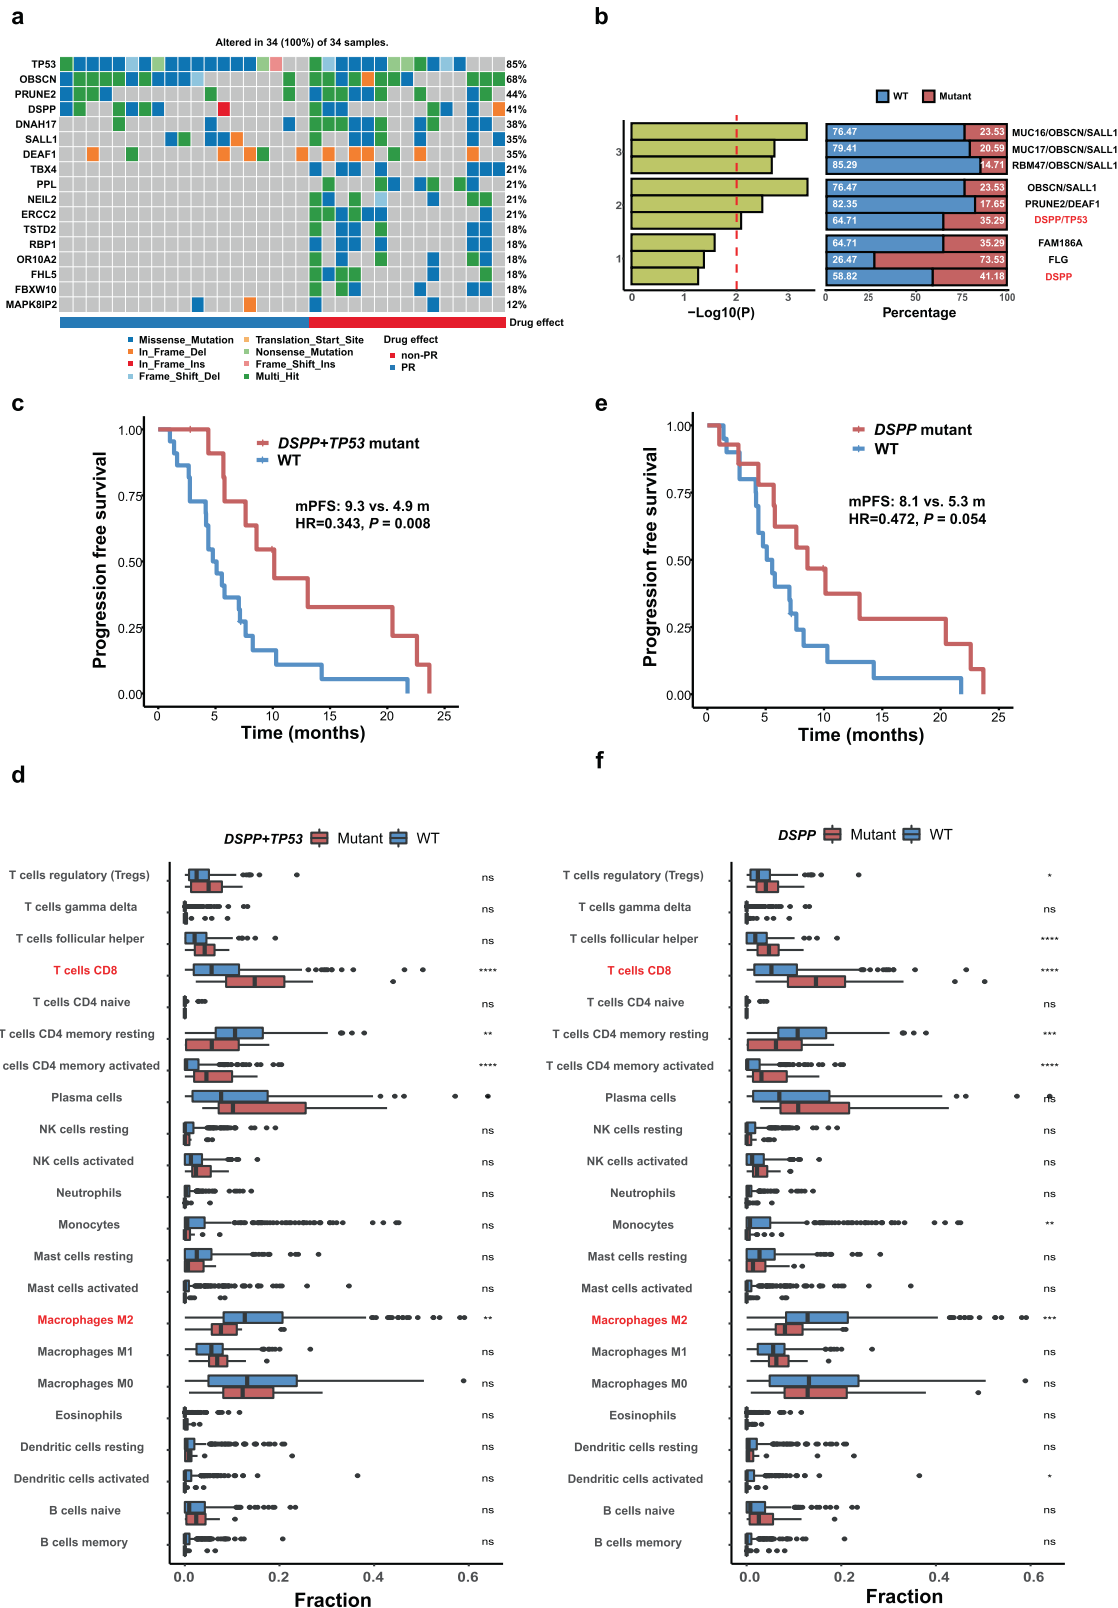 a
Altered in 34 (100%) of 34 samples.
TP53 85%
OBSCN 68%
PRUNE2 44%
DSPP 41%
DNAH17 38%
SALL1 35%
DEAF1 35%
TBX4 21%
PPL 21%
NEIL2 21%
ERCC2 21%
TSTD2 18%
RBP1 18%
OR10A2 18%
FHL5 18%
FBXW10 18%
MAPK8IP2 12%
Drug effect
Missense_Mutation Translation_Start_Site Drug effect
In_Frame_Del Nonsense_Mutation non-PR
In_Frame_Ins Frame_Shift_Ins PR
Frame_Shift_Del Multi_Hit
b
WT Mutant
3
76.47 23.53 MUC16/OBSCN/SALL1
79.41 20.59 MUC17/OBSCN/SALL1
85.29 14.71 RBM47/OBSCN/SALL1
2
76.47 23.53 OBSCN/SALL1
82.35 17.65 PRUNE2/DEAF1
64.71 35.29 DSPP/TP53
1
64.71 35.29 FAM186A
26.47 73.53 FLG
58.82 41.18 DSPP
0 1 2 3 0 25 50 75 100
−Log10(P) Percentage
c
Progression free survival
1.00
0.75
0.50
0.25
0.00
DSPP+TP53 mutant
WT
mPFS: 9.3 vs. 4.9 m
HR=0.343, P = 0.008
0 5 10 15 20 25
Time (months)
e
Progression free survival
1.00
0.75
0.50
0.25
0.00
DSPP mutant
WT
mPFS: 8.1 vs. 5.3 m
HR=0.472, P = 0.054
0 5 10 15 20 25
Time (months)
d
DSPP+TP53 Mutant WT
T cells regulatory (Tregs) ns
T cells gamma delta ns
T cells follicular helper ns
T cells CD8 ****
T cells CD4 naive ns
T cells CD4 memory resting **
cells CD4 memory activated ****
Plasma cells
NK cells resting ns
NK cells activated ns
Neutrophils ns
Monocytes ns
Mast cells resting ns
Mast cells activated ns
Macrophages M2 **
Macrophages M1 ns
Macrophages M0 ns
Eosinophils ns
Dendritic cells resting ns
Dendritic cells activated ns
B cells naive ns
B cells memory ns
0.0 0.2 0.4 0.6
Fraction
f
DSPP Mutant WT
T cells regulatory (Tregs) *
T cells gamma delta ns
T cells follicular helper ****
T cells CD8 ****
T cells CD4 naive ns
T cells CD4 memory resting ***
T cells CD4 memory activated ****
Plasma cells ns
NK cells resting ns
NK cells activated ns
Neutrophils ns
Monocytes **
Mast cells resting ns
Mast cells activated ns
Macrophages M2 ***
Macrophages M1 ns
Macrophages M0 ns
Eosinophils ns
Dendritic cells resting ns
Dendritic cells activated *
B cells naive ns
B cells memory ns
0.0 0.2 0.4 0.6
Fraction